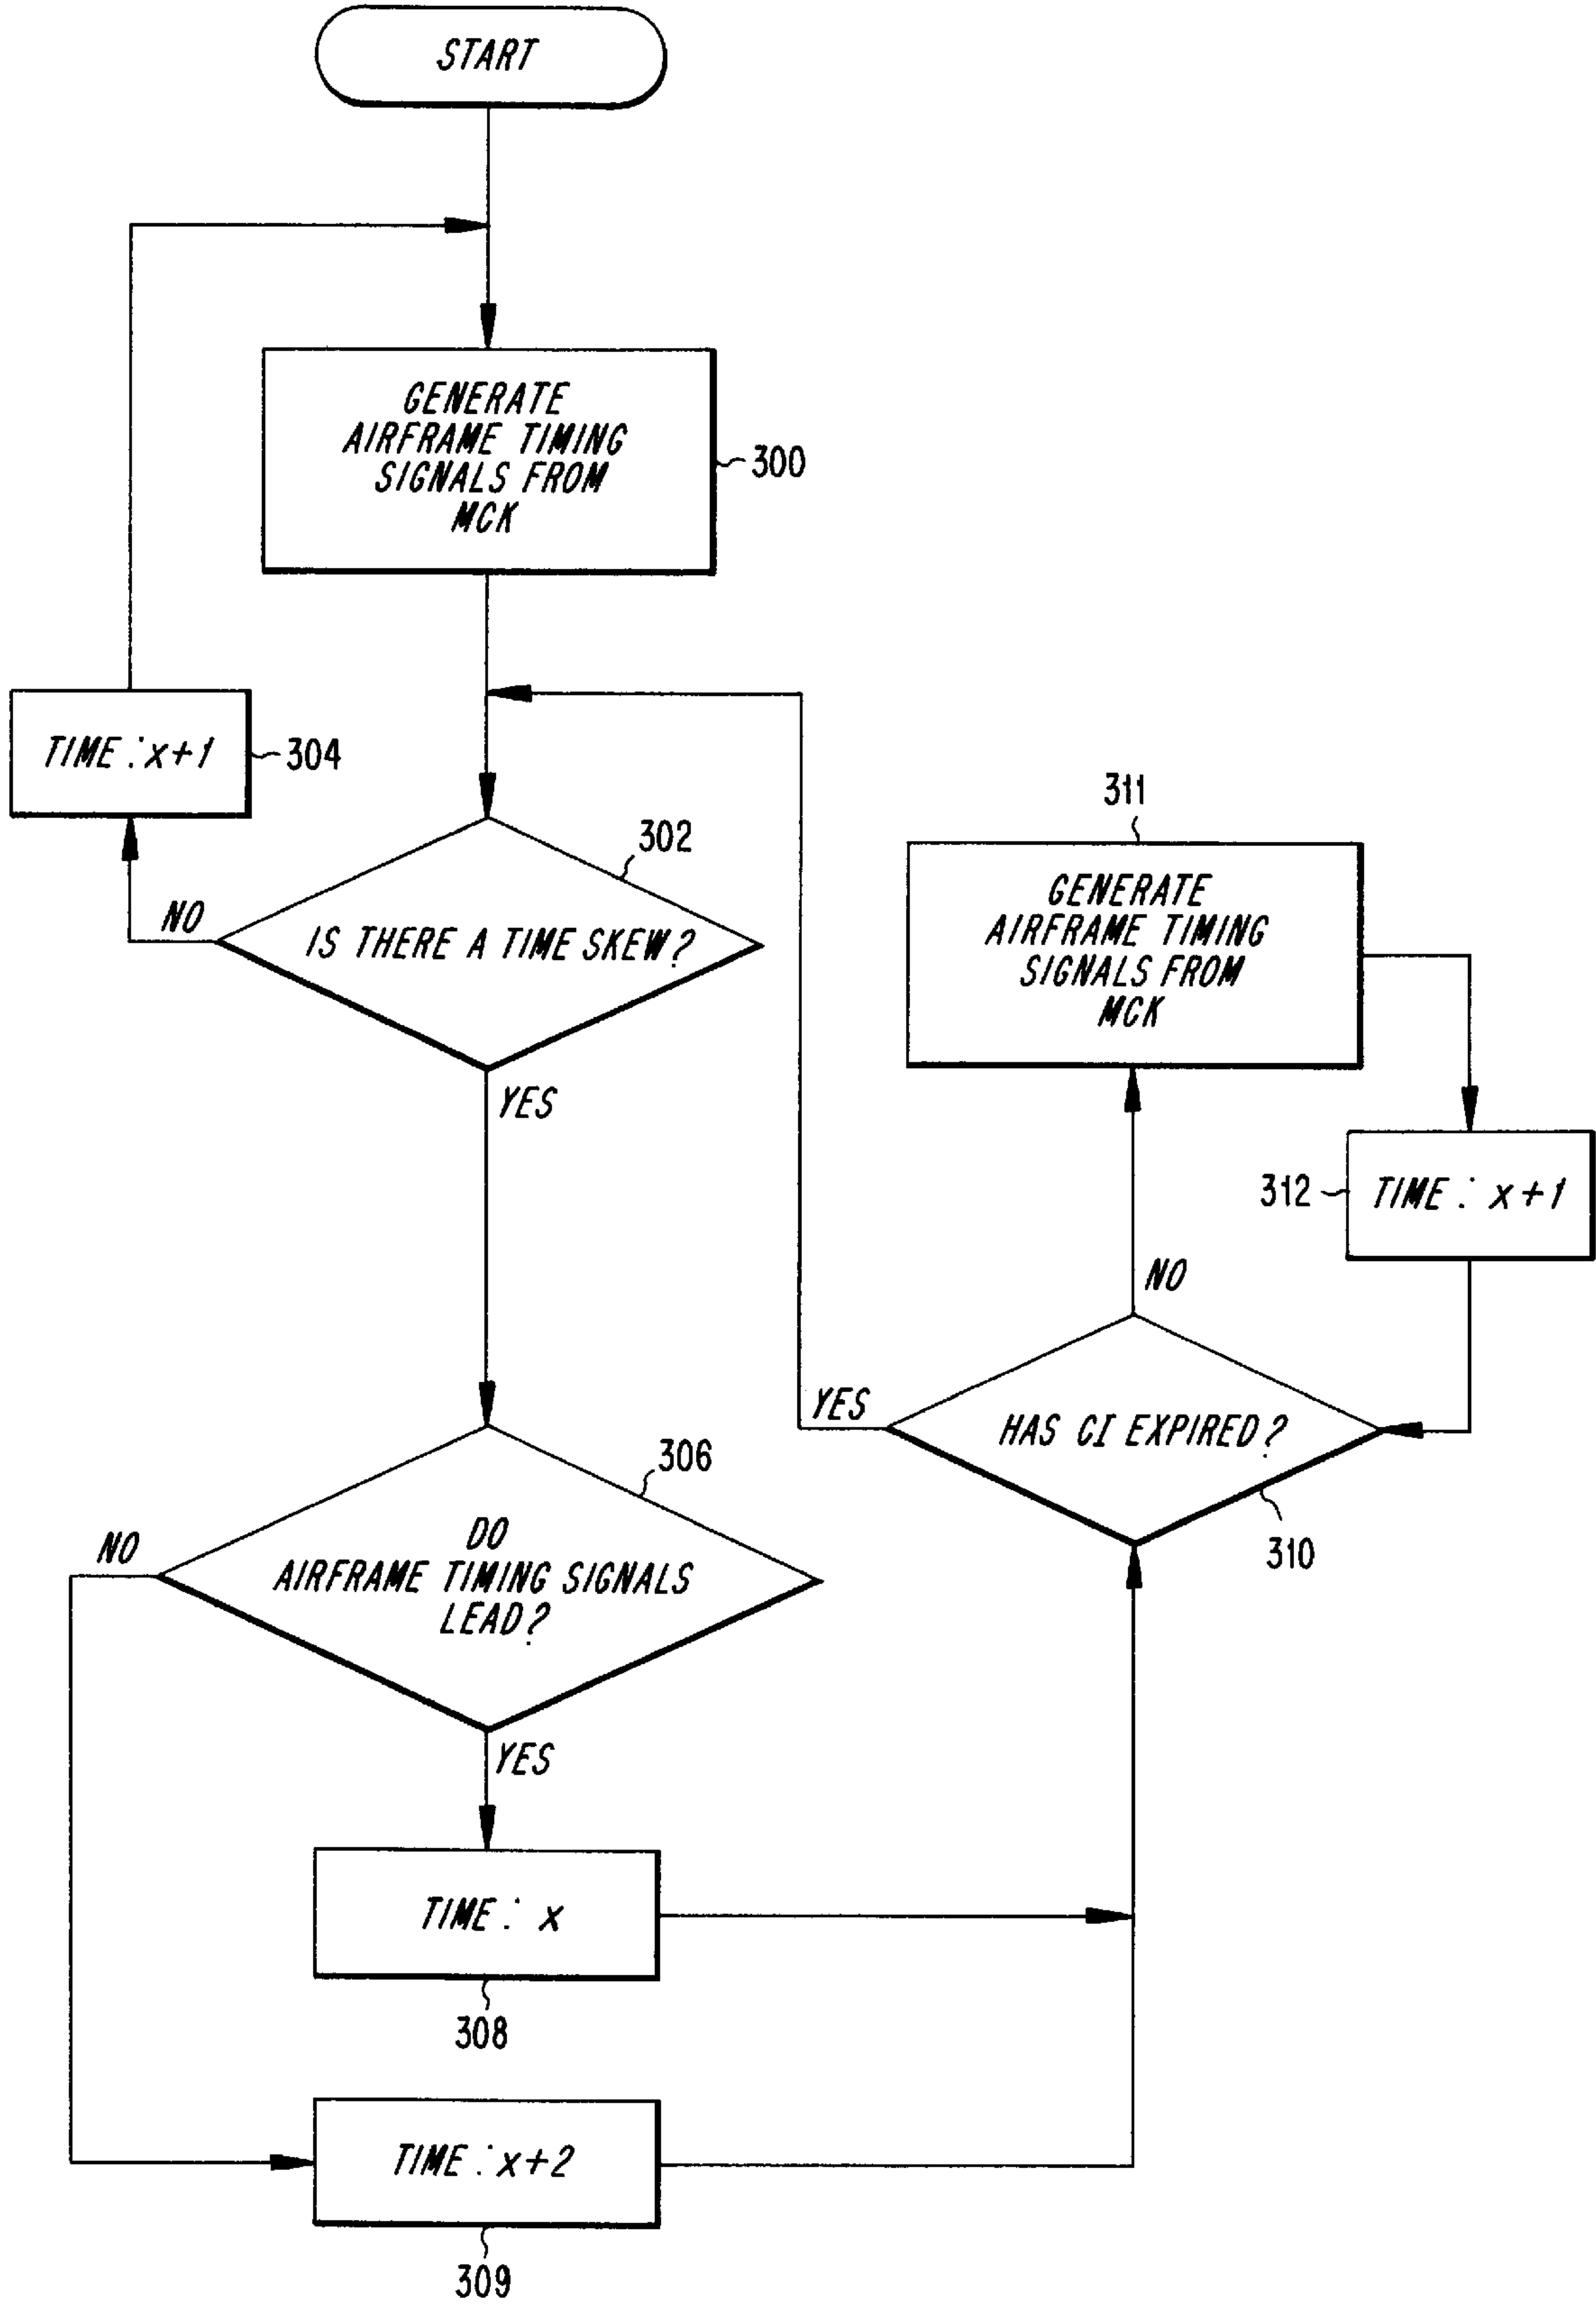 START
GENERATE
AIRFRAME TIMING
SIGNALS FROM
MCK
300
TIME : x+1
304
302
NO
IS THERE A TIME SKEW?
YES
311
GENERATE
AIRFRAME TIMING
SIGNALS FROM
MCK
312
TIME : x+1
NO
YES
HAS CI EXPIRED?
310
306
NO
DO
AIRFRAME TIMING SIGNALS
LEAD?
YES
TIME : x
308
TIME : x+2
309